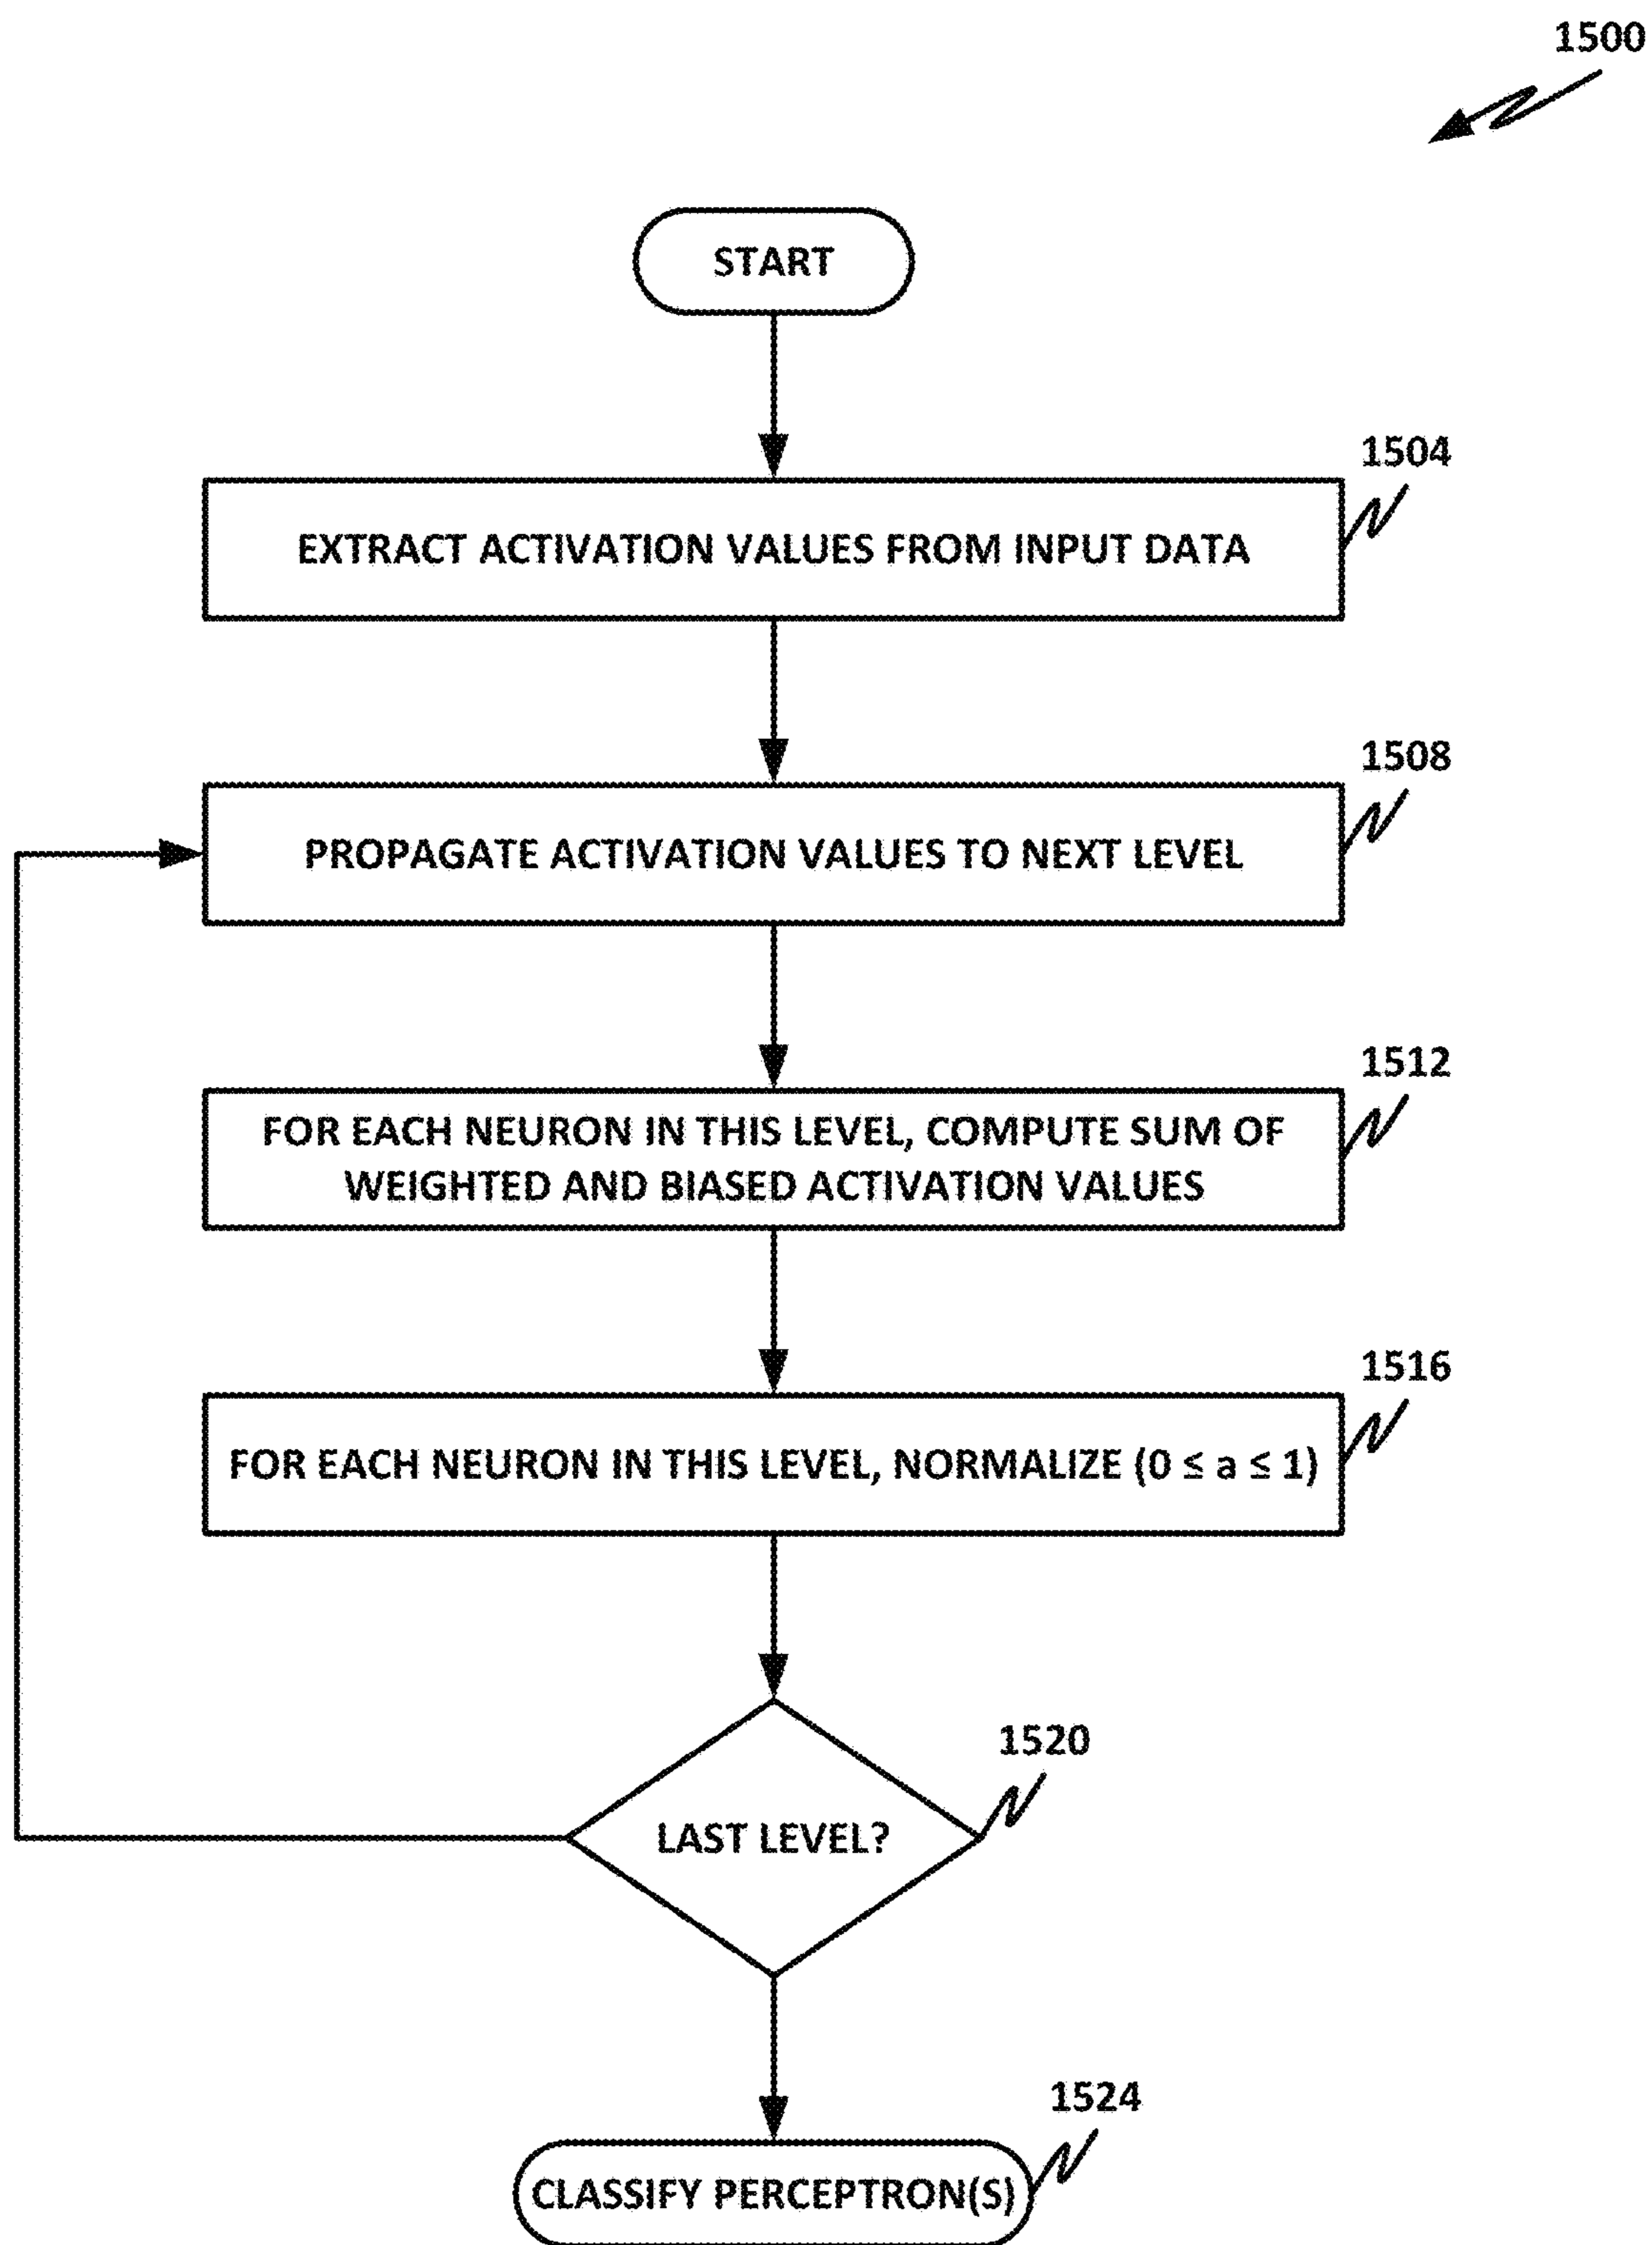 1500
START
1504
EXTRACT ACTIVATION VALUES FROM INPUT DATA
1508
PROPAGATE ACTIVATION VALUES TO NEXT LEVEL
1512
FOR EACH NEURON IN THIS LEVEL, COMPUTE SUM OF
WEIGHTED AND BIASED ACTIVATION VALUES
1516
FOR EACH NEURON IN THIS LEVEL, NORMALIZE (0 ≤ a ≤ 1)
1520
LAST LEVEL?
1524
CLASSIFY PERCEPTRON(S)